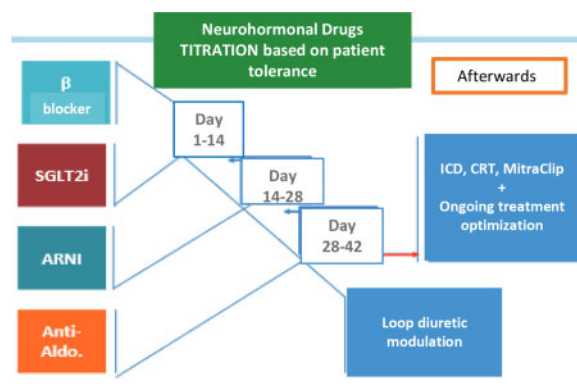 Neurohormonal Drugs
TITRATION based on patient
tolerance
Afterwards
β
blocker
SGLT2i
ARNI
Anti-
Aldo.
Day
1-14
Day
14-28
Day
28-42
ICD, CRT, MitraClip
+
Ongoing treatment
optimization
Loop diuretic
modulation